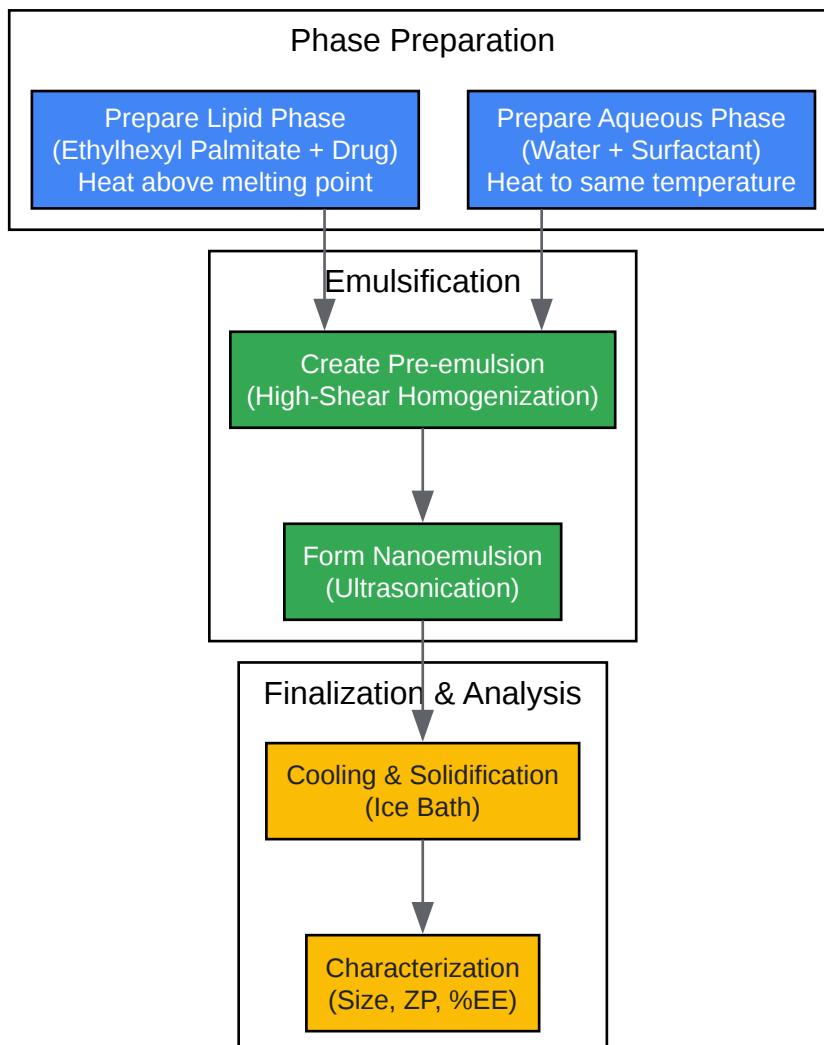 Phase Preparation
Prepare Lipid Phase
(Ethylhexyl Palmitate + Drug)
Heat above melting point
Prepare Aqueous Phase
(Water + Surfactant)
Heat to same temperature
Emulsification
Create Pre-emulsion
(High-Shear Homogenization)
Form Nanoemulsion
(Ultrasonication)
Finalization & Analysis
Cooling & Solidification
(Ice Bath)
Characterization
(Size, ZP, %EE)